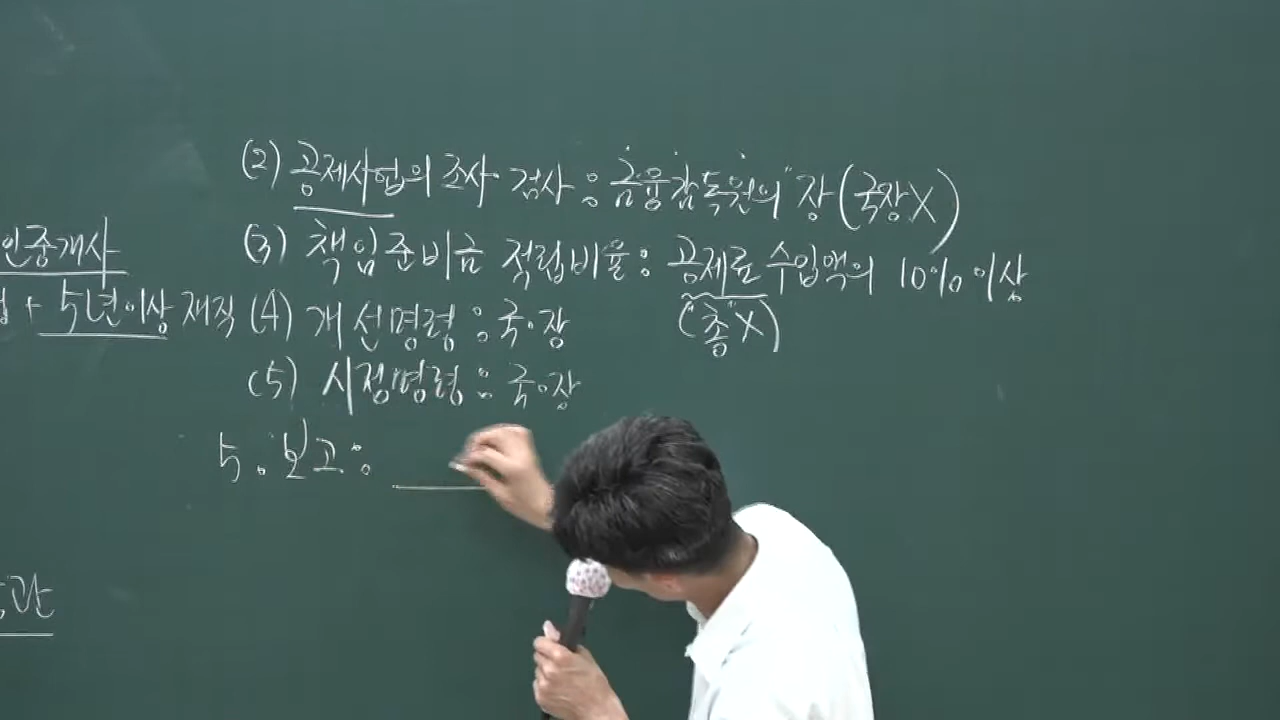 (2) 공제사업의 조사·검사 : 금융감독원의 "장 (국장X)
인중개사
(3) 책임준비금 적립비율 : 공제료 수입액의 10% 이상
("총"X)
+ 5년이상 재직
(4) 개선명령 : 국·장
(5) 시정명령 : 국·장
5. 보고 :
관